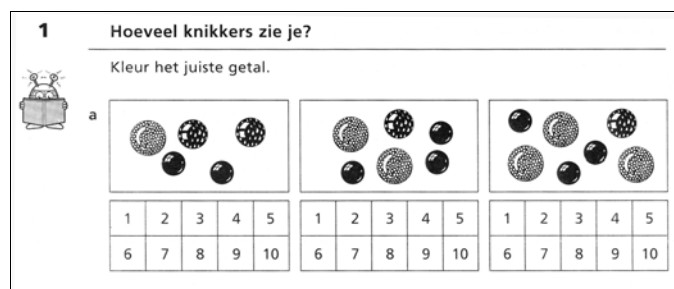 1 Hoeveel knikkers zie je?
Kleur het juiste getal.
a
1 2 3 4 5 1 2 3 4 5 1 2 3 4 5
6 7 8 9 10 6 7 8 9 10 6 7 8 9 10